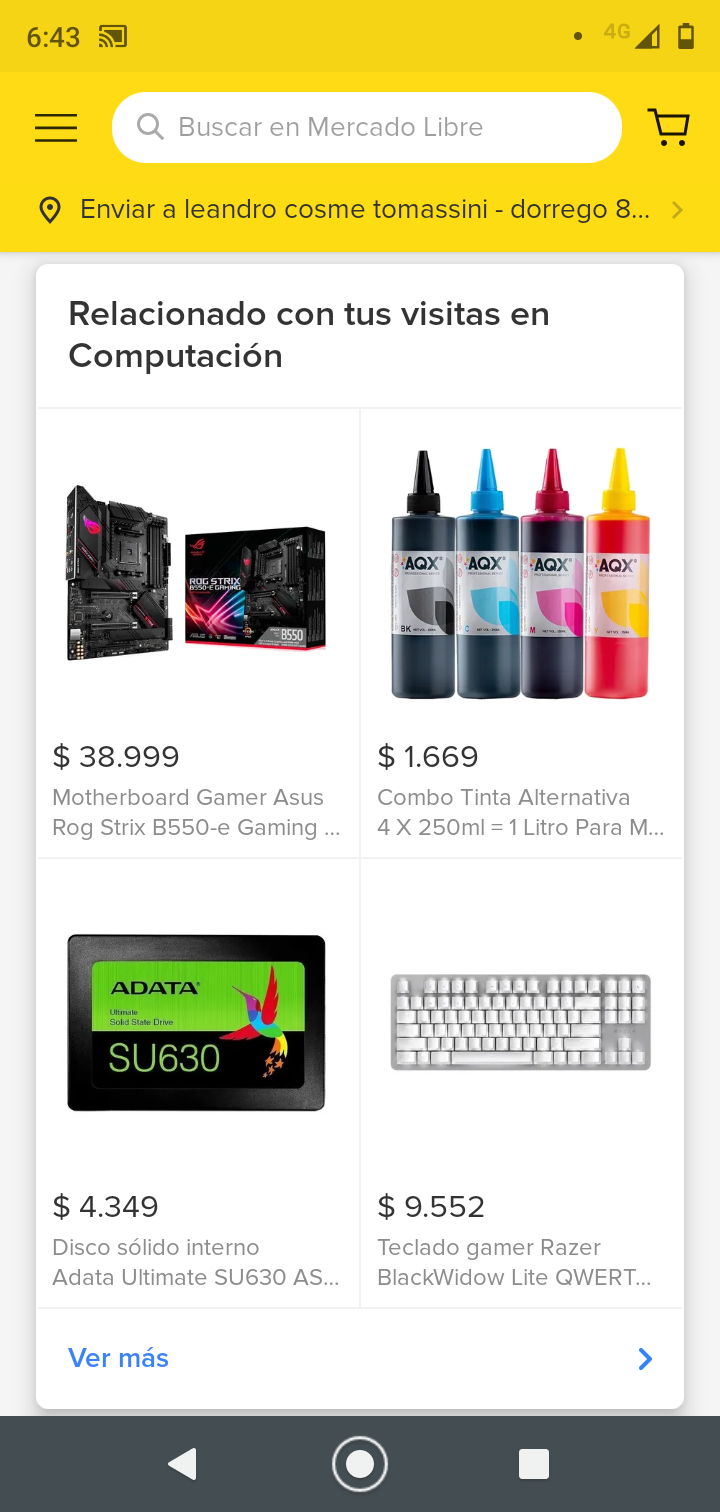 6:43
4G
Buscar en Mercado Libre
Enviar a leandro cosme tomassini - dorrego 8...
Relacionado con tus visitas en
Computación
ROG STRIX
B550-E GAMING
B550
AQX
AQX
AQX
AQX
BK
C
M
$ 38.999
Motherboard Gamer Asus
Rog Strix B550-e Gaming ...
$ 1.669
Combo Tinta Alternativa
4 X 250ml = 1 Litro Para M...
ADATA
Ultimate
Solid State Drive
SU630
$ 4.349
Disco sólido interno
Adata Ultimate SU630 AS...
$ 9.552
Teclado gamer Razer
BlackWidow Lite QWERT...
Ver más